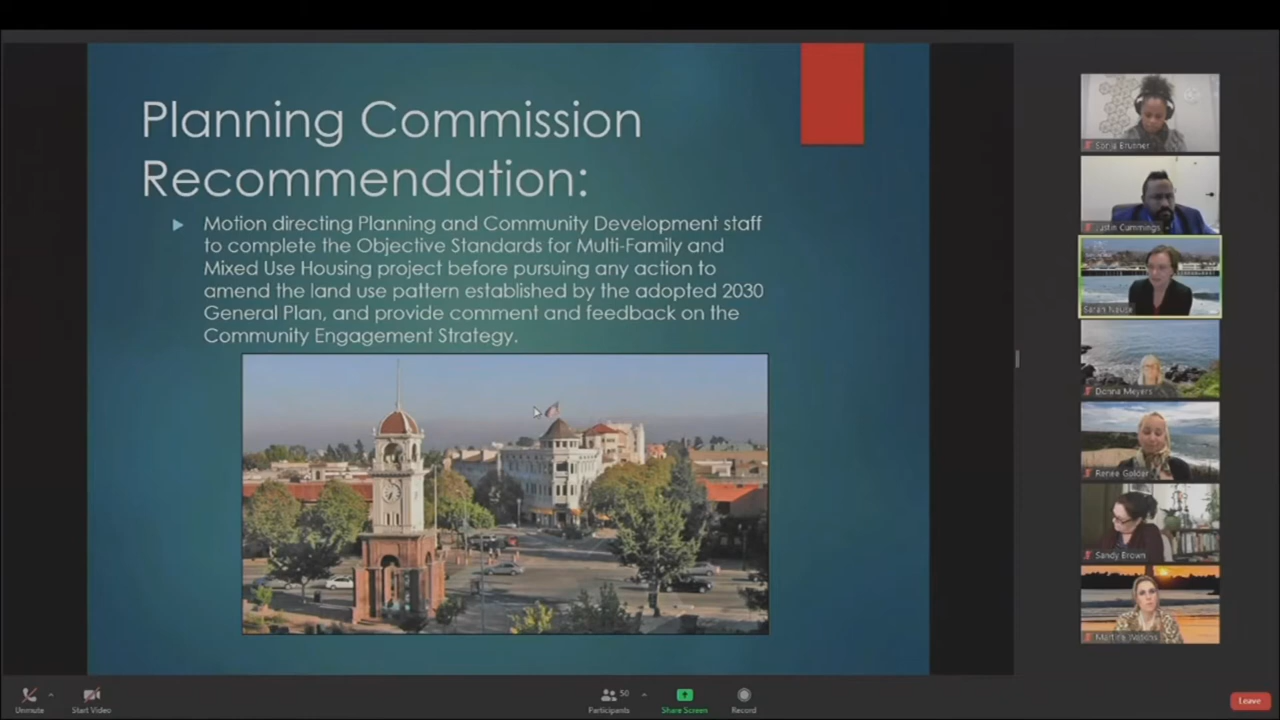 Planning Commission
Recommendation:
Motion directing Planning and Community Development staff
to complete the Objective Standards for Multi-Family and
Mixed Use Housing project before pursuing any action to
amend the land use pattern established by the adopted 2030
General Plan, and provide comment and feedback on the
Community Engagement Strategy.
Sonja Brunner
Justin Cummings
Sarah Neuse
Donna Meyers
Renee Golder
Sandy Brown
Martine Watkins
Unmute
Start Video
50
Participants
Share Screen
Record
Leave